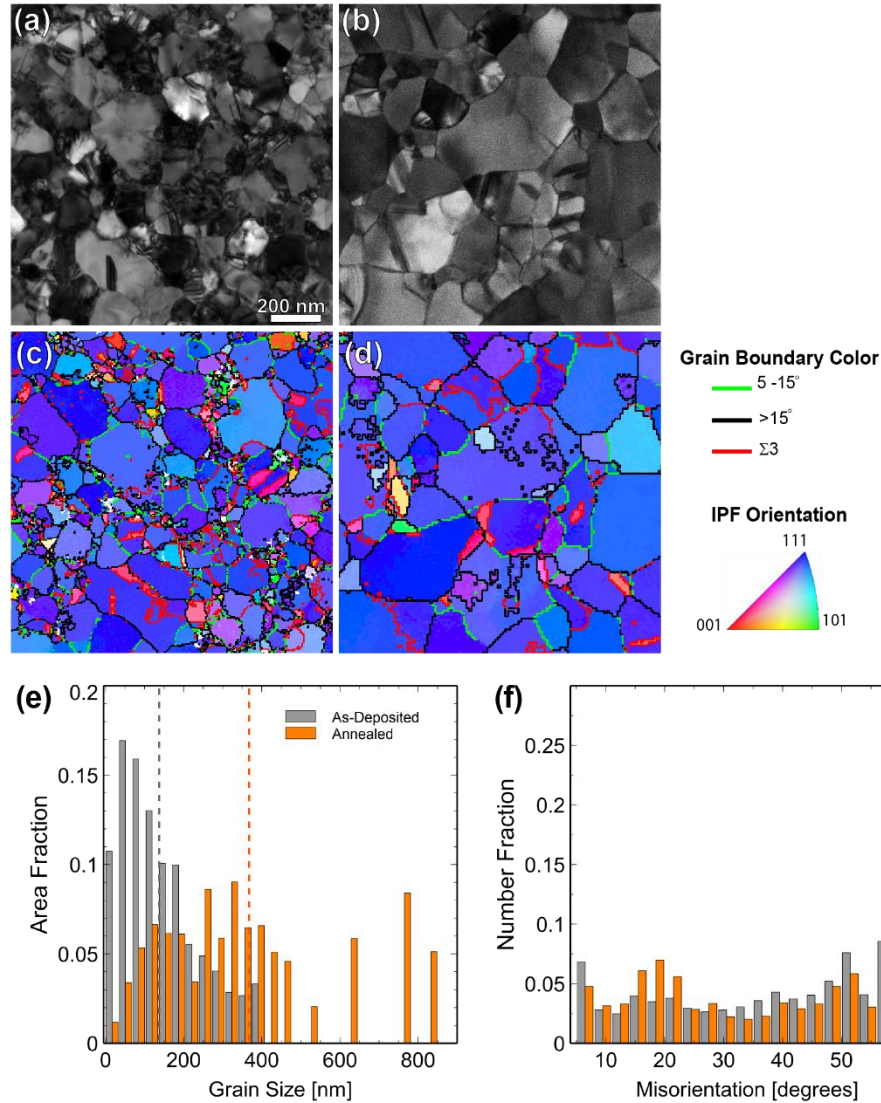 (a)
(b)
200 nm
(c)
(d)
Grain Boundary Color
5 -15°
>15°
Σ3
IPF Orientation
111
001
101
(e)
0.2
0.15
0.1
0.05
0
Area Fraction
As-Deposited
Annealed
0
200
400
600
800
Grain Size [nm]
(f)
0.25
0.2
0.15
0.1
0.05
0
Number Fraction
10
20
30
40
50
Misorientation [degrees]